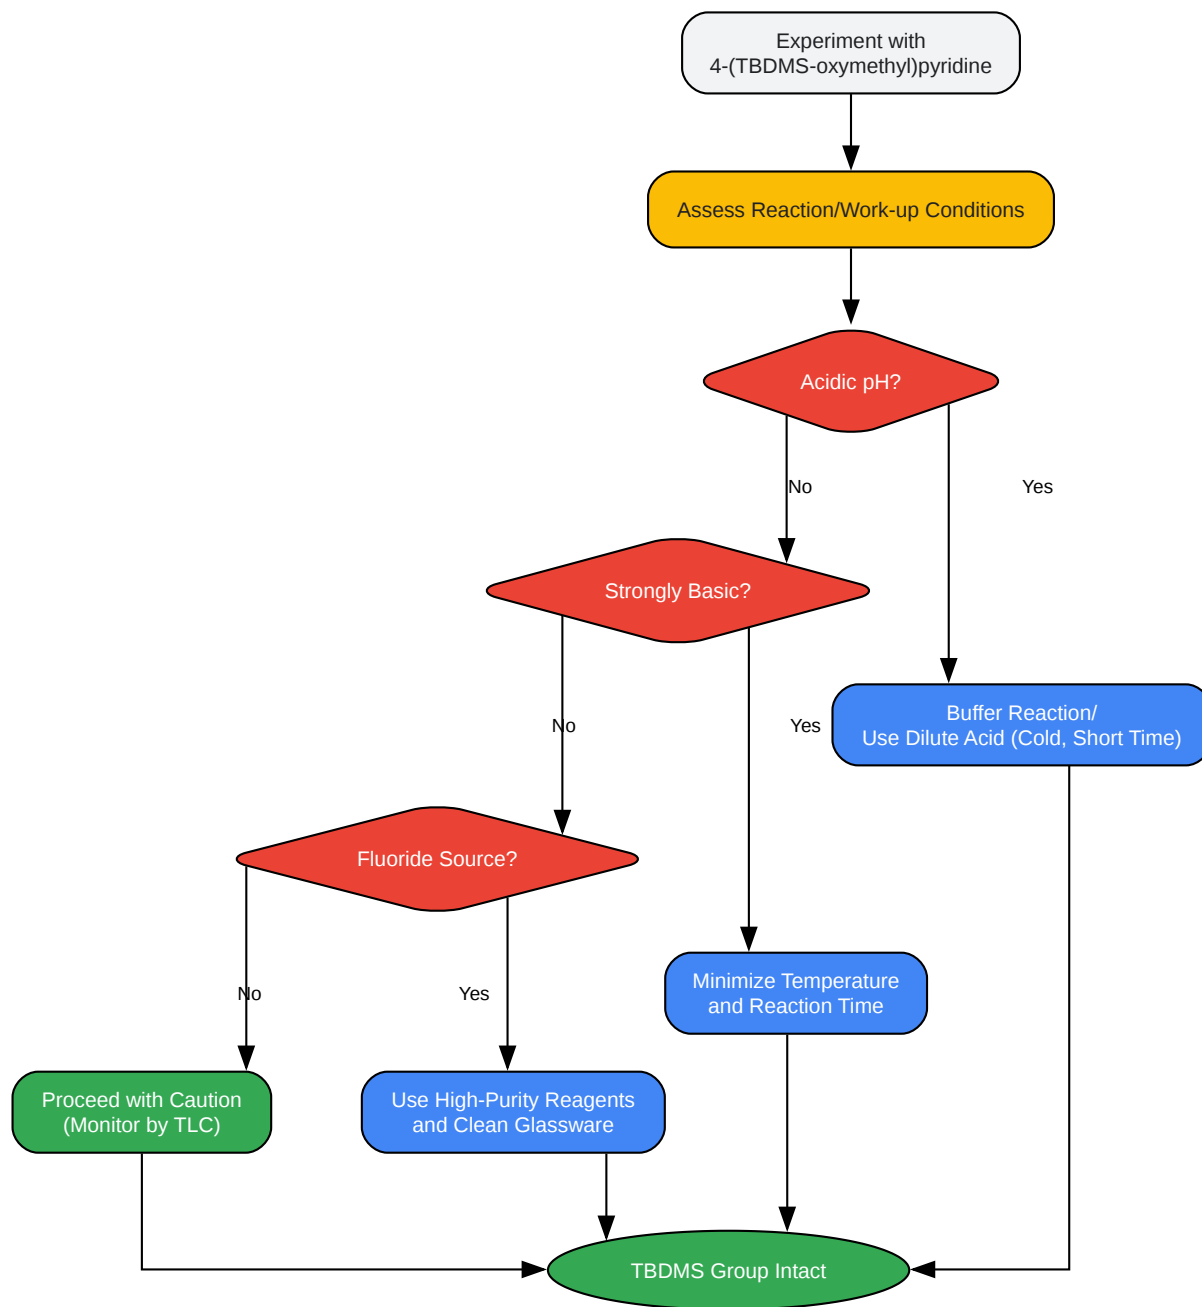 Experiment with
4-(TBDMS-oxymethyl)pyridine
Assess Reaction/Work-up Conditions
Acidic pH?
No
Yes
Strongly Basic?
Buffer Reaction/
Use Dilute Acid (Cold, Short Time)
No
Yes
Fluoride Source?
Minimize Temperature
and Reaction Time
No
Yes
Proceed with Caution
(Monitor by TLC)
Use High-Purity Reagents
and Clean Glassware
TBDMS Group Intact